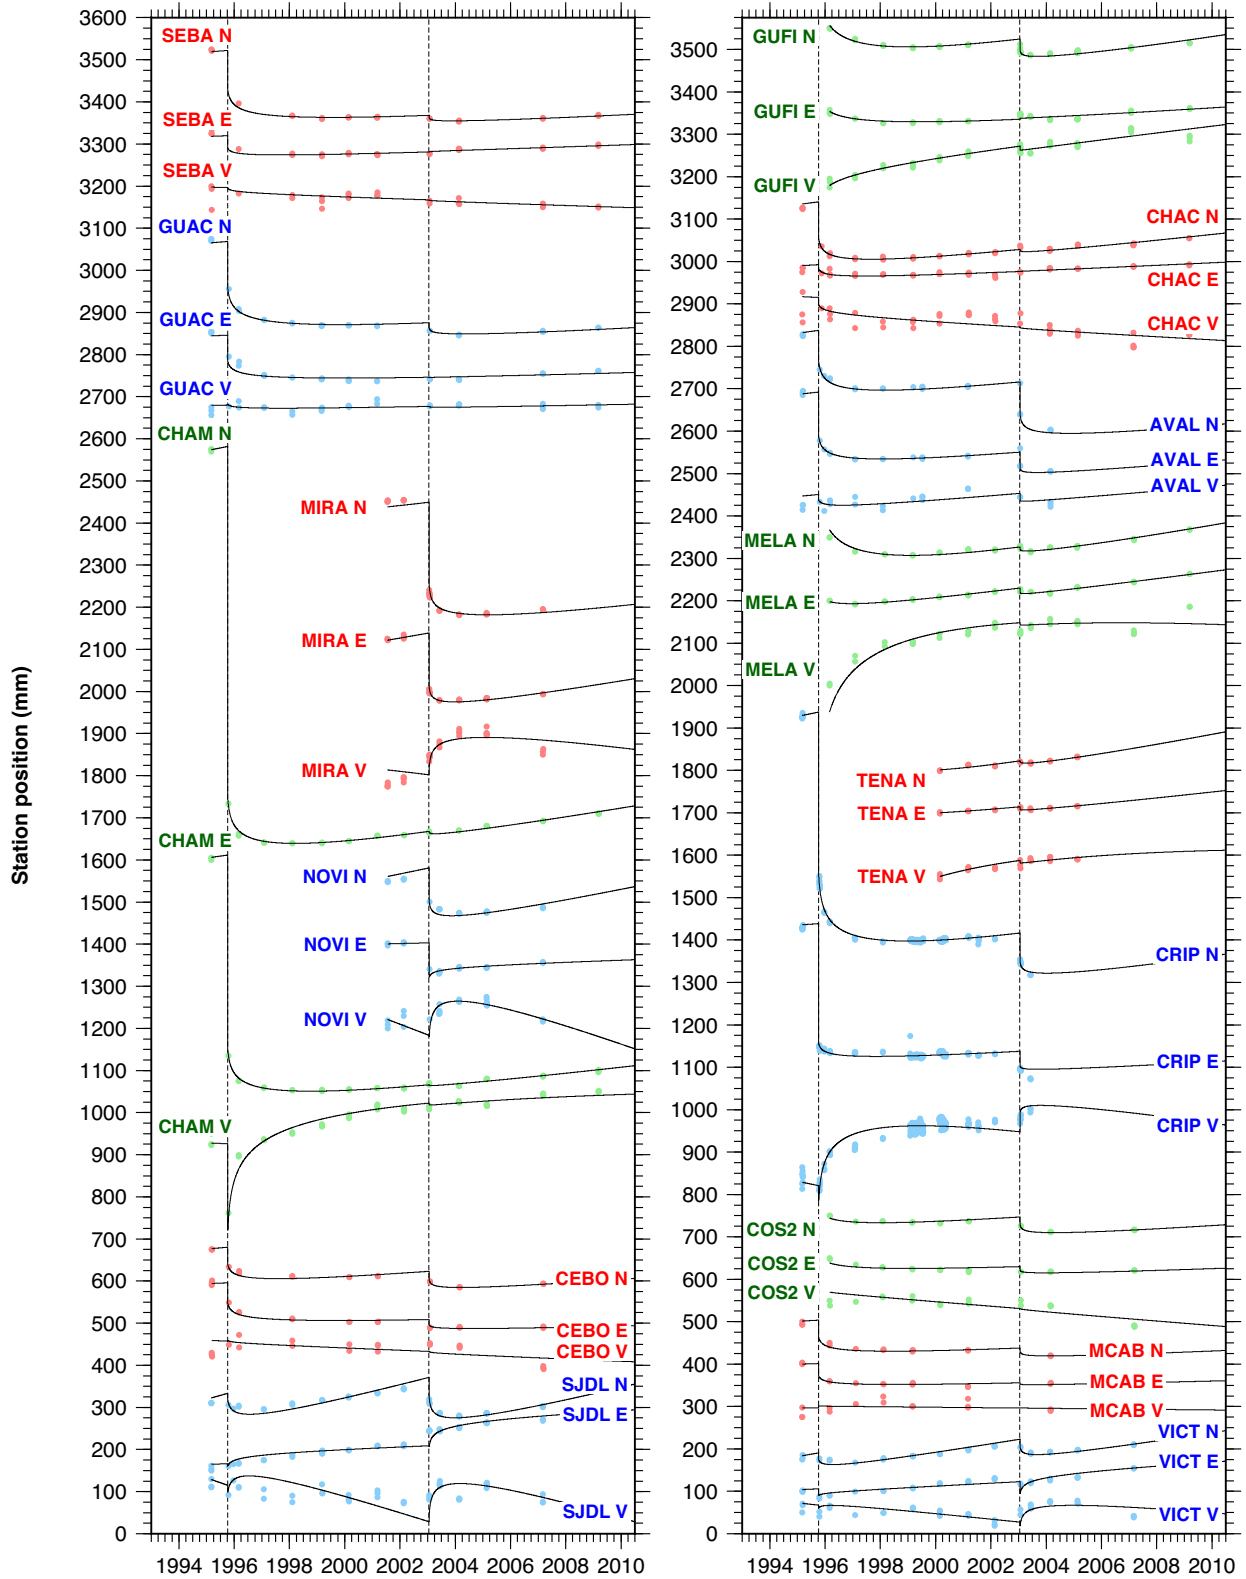 Station position (mm)
3600
3500
3400
3300
3200
3100
3000
2900
2800
2700
2600
2500
2400
2300
2200
2100
2000
1900
1800
1700
1600
1500
1400
1300
1200
1100
1000
900
800
700
600
500
400
300
200
100
0
SEBA N
SEBA E
SEBA V
GUAC N
GUAC E
GUAC V
CHAM N
MIRA N
MIRA E
MIRA V
CHAM E
NOVI N
NOVI E
NOVI V
CHAM V
CEBO N
CEBO E
CEBO V
SJDL N
SJDL E
SJDL V
1994 1996 1998 2000 2002 2004 2006 2008 2010
3500
3400
3300
3200
3100
3000
2900
2800
2700
2600
2500
2400
2300
2200
2100
2000
1900
1800
1700
1600
1500
1400
1300
1200
1100
1000
900
800
700
600
500
400
300
200
100
0
GUFI N
GUFI E
GUFI V
CHAC N
CHAC E
CHAC V
AVAL N
AVAL E
AVAL V
MELA N
MELA E
MELA V
TENA N
TENA E
TENA V
CRIP N
CRIP E
CRIP V
COS2 N
COS2 E
COS2 V
MCAB N
MCAB E
MCAB V
VICT N
VICT E
VICT V
1994 1996 1998 2000 2002 2004 2006 2008 2010